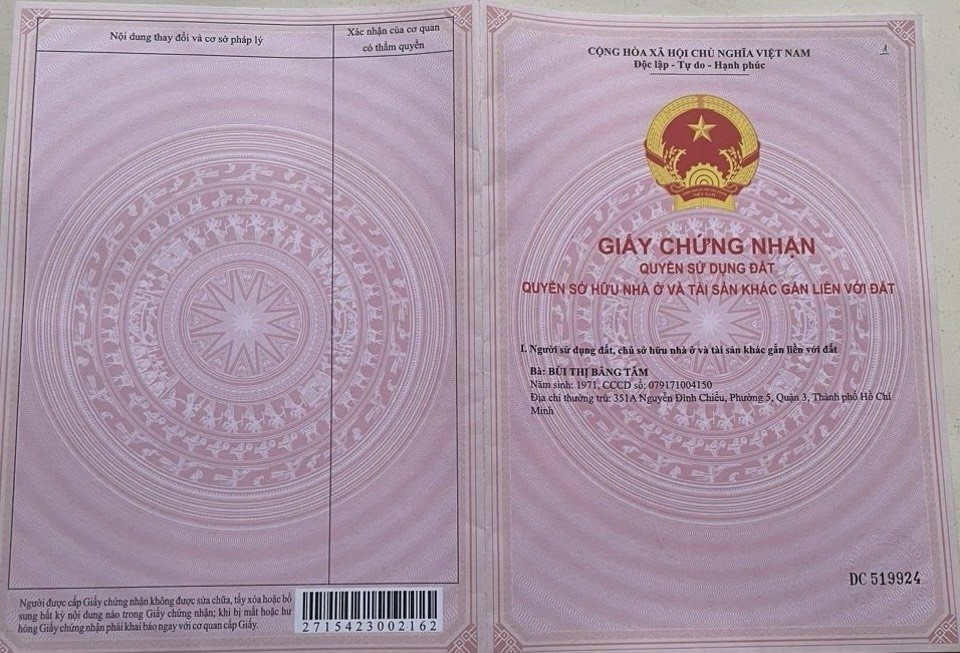 Nội dung thay đổi và cơ sở pháp lý
Xác nhận của cơ quan
có thẩm quyền
Người được cấp Giấy chứng nhận không được sửa chữa, tẩy xóa hoặc bổ
sung bất kỳ nội dung nào trong Giấy chứng nhận; khi bị mất hoặc hư
hỏng Giấy chứng nhận phải khai báo ngay với cơ quan cấp Giấy.
2715423002162
CỘNG HÒA XÃ HỘI CHỦ NGHĨA VIỆT NAM
Độc lập - Tự do - Hạnh phúc
GIẤY CHỨNG NHẬN
QUYỀN SỬ DỤNG ĐẤT
QUYỀN SỞ HỮU NHÀ Ở VÀ TÀI SẢN KHÁC GẮN LIỀN VỚI ĐẤT
I. Người sử dụng đất, chủ sở hữu nhà ở và tài sản khác gắn liền với đất
Bà: BÙI THỊ BĂNG TÂM
Năm sinh: 1971, CCCD số: 079171004150
Địa chỉ thường trú: 351A Nguyễn Đình Chiểu, Phường 5, Quận 3, Thành phố Hồ Chí
Minh
DC 519924